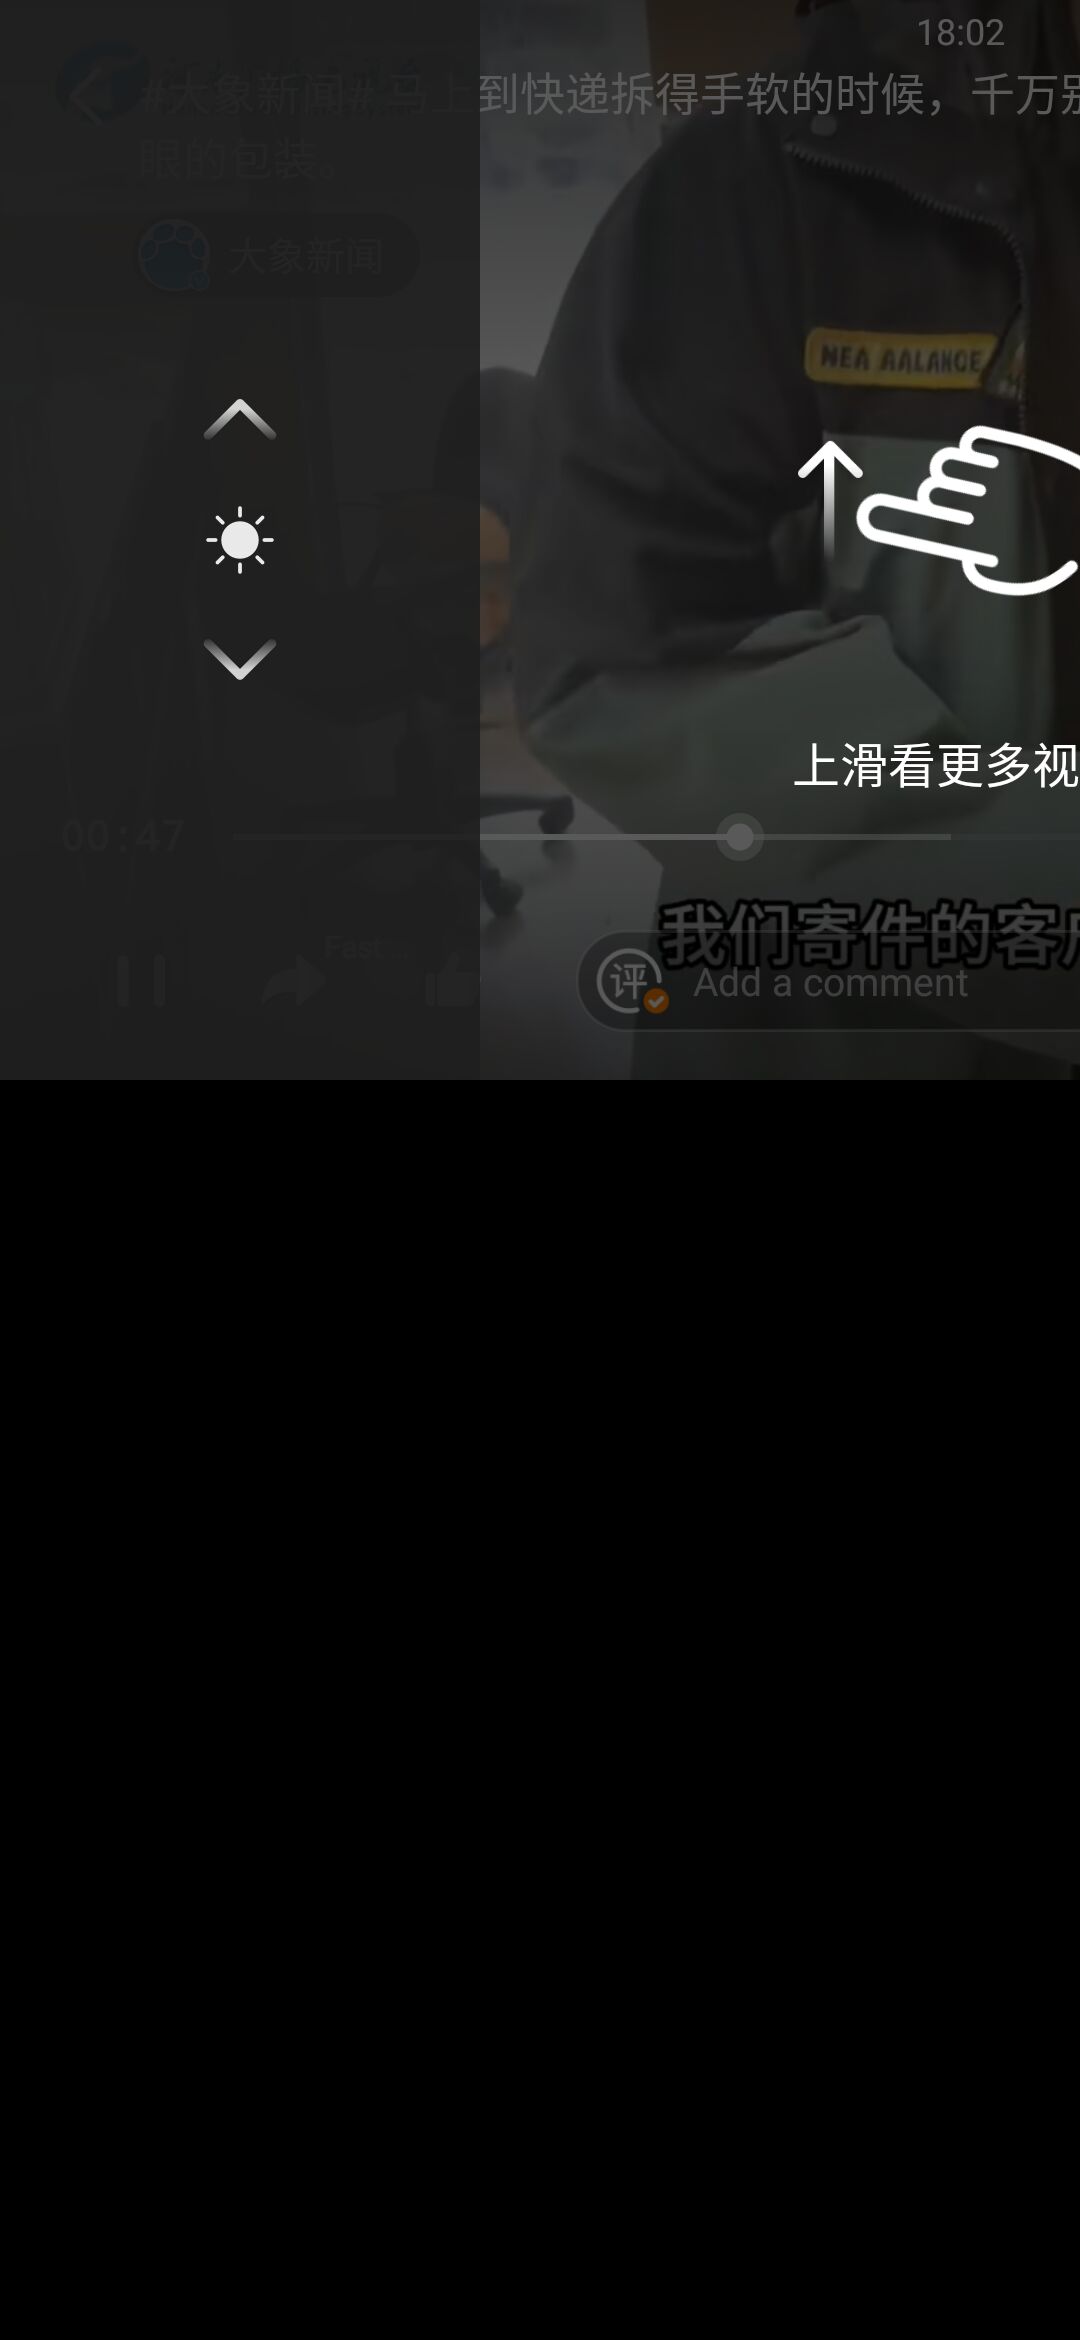 18:02
#大象新闻# 马上到快递拆得手软的时候，千万别
眼的包装。
大象新闻
NEA AALANCE
上滑看更多视
00:47
我们寄件的客户
Fast ...
评
Add a comment